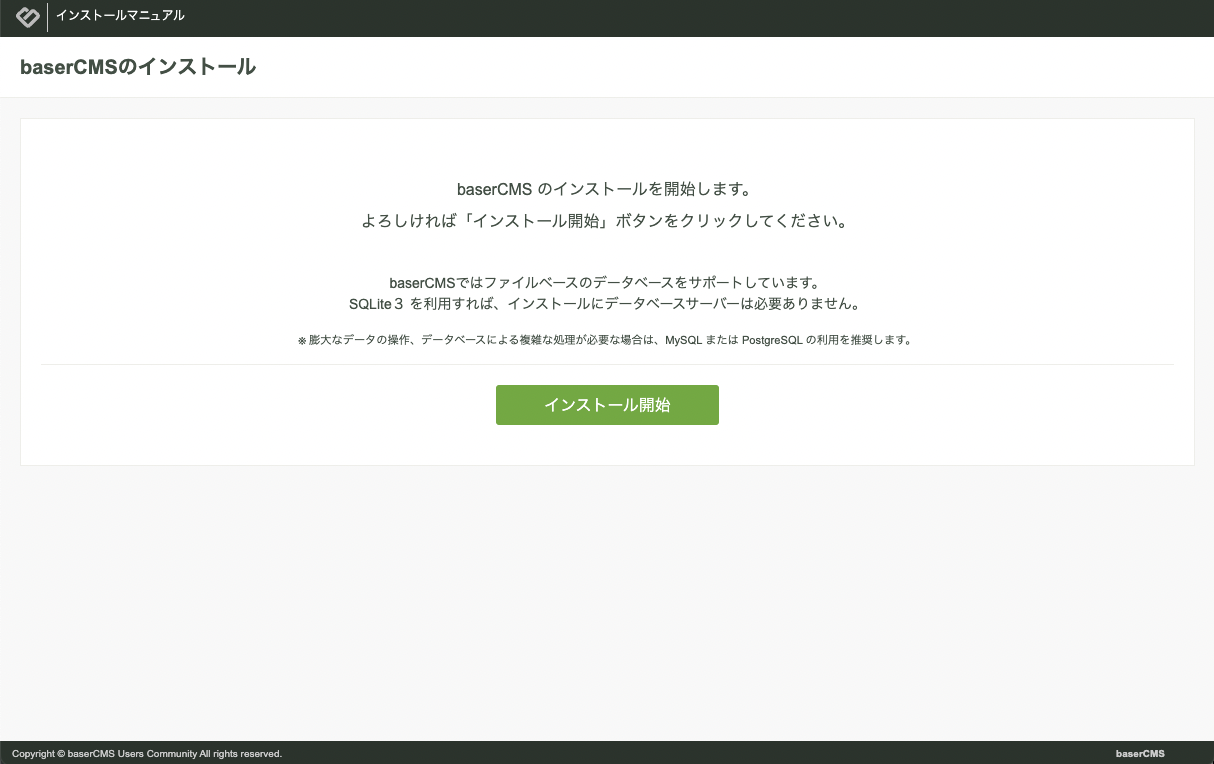 インストールマニュアル
baserCMSのインストール
baserCMS のインストールを開始します。
よろしければ「インストール開始」ボタンをクリックしてください。
baserCMSではファイルベースのデータベースをサポートしています。
SQLite３ を利用すれば、インストールにデータベースサーバーは必要ありません。
※ 膨大なデータの操作、データベースによる複雑な処理が必要な場合は、MySQL または PostgreSQL の利用を推奨します。
インストール開始
Copyright © baserCMS Users Community All rights reserved.
baserCMS